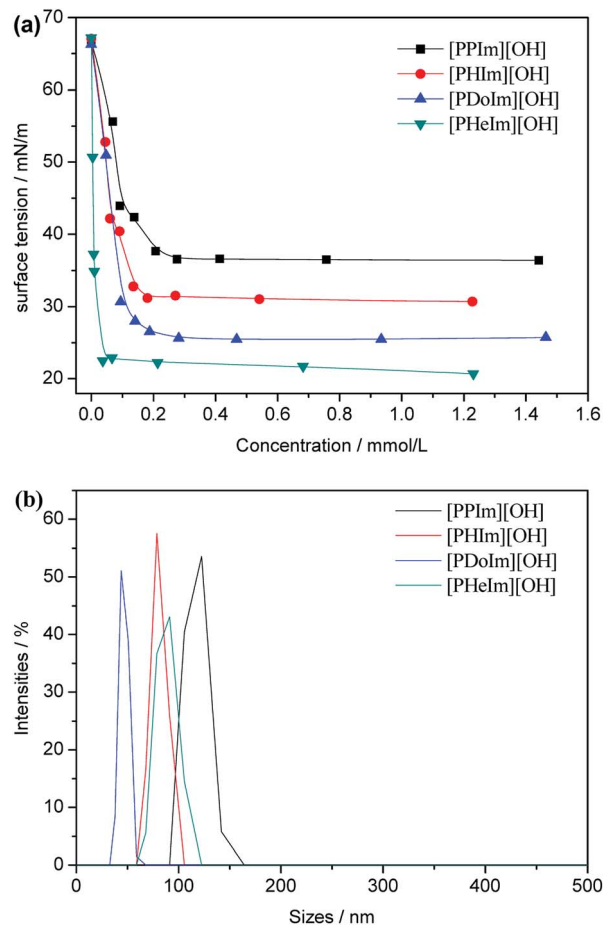 (a)
70
60
50
40
30
20
surface tension / mN/m
[PPIm][OH]
[PHIm][OH]
[PDoIm][OH]
[PHeIm][OH]
0.0 0.2 0.4 0.6 0.8 1.0 1.2 1.4 1.6
Concentration / mmol/L
(b)
60
50
40
30
20
10
0
Intensities / %
[PPIm][OH]
[PHIm][OH]
[PDoIm][OH]
[PHeIm][OH]
0 100 200 300 400 500
Sizes / nm